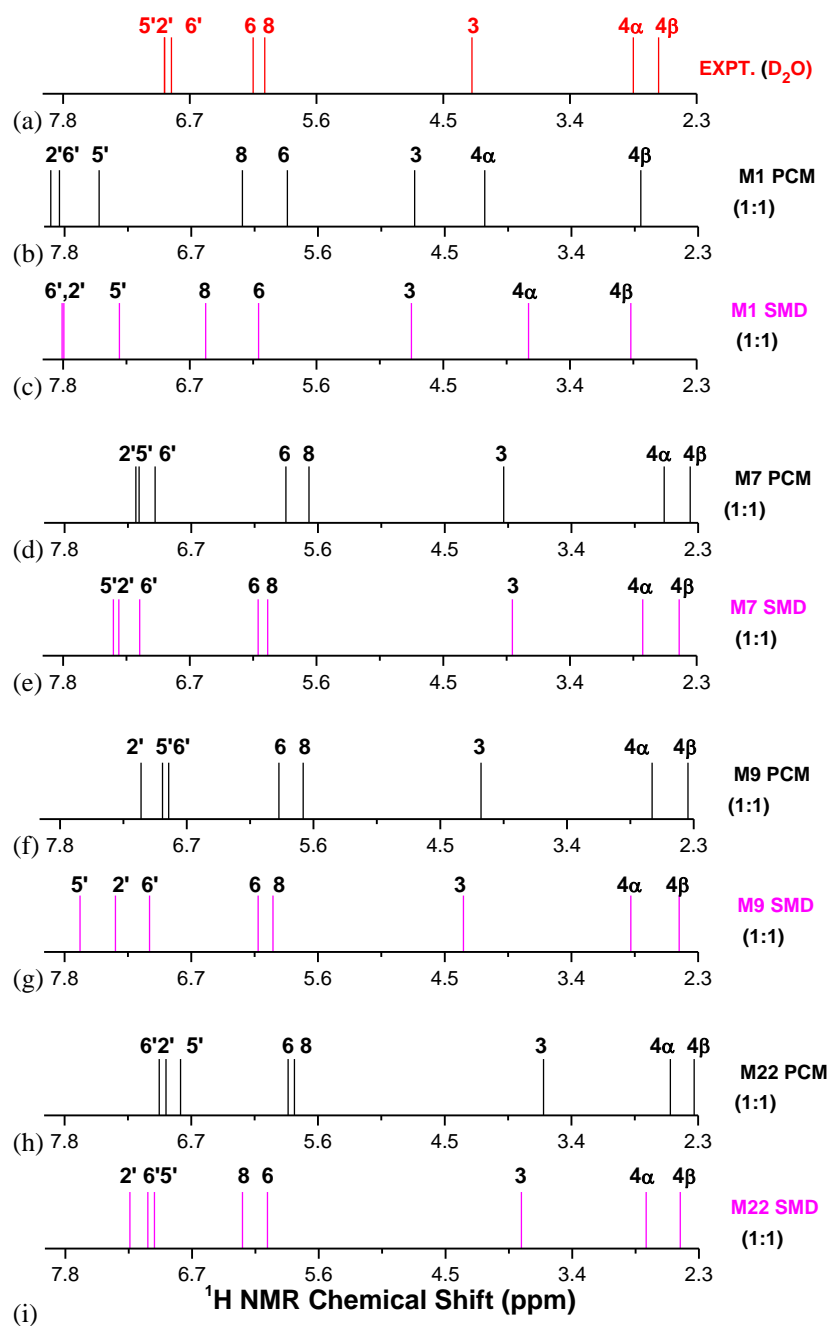 5'2' 6' 6 8 3 4α 4β
EXPT. (D₂O)
(a) 7.8 6.7 5.6 4.5 3.4 2.3
2'6' 5' 8 6 3 4α 4β
M1 PCM
(1:1)
(b) 7.8 6.7 5.6 4.5 3.4 2.3
6',2' 5' 8 6 3 4α 4β
M1 SMD
(1:1)
(c) 7.8 6.7 5.6 4.5 3.4 2.3
2'5' 6' 6 8 3 4α 4β
M7 PCM
(1:1)
(d) 7.8 6.7 5.6 4.5 3.4 2.3
5'2' 6' 6 8 3 4α 4β
M7 SMD
(1:1)
(e) 7.8 6.7 5.6 4.5 3.4 2.3
2' 5'6' 6 8 3 4α 4β
M9 PCM
(1:1)
(f) 7.8 6.7 5.6 4.5 3.4 2.3
5' 2' 6' 6 8 3 4α 4β
M9 SMD
(1:1)
(g) 7.8 6.7 5.6 4.5 3.4 2.3
6'2' 5' 6 8 3 4α 4β
M22 PCM
(1:1)
(h) 7.8 6.7 5.6 4.5 3.4 2.3
2' 6'5' 8 6 3 4α 4β
M22 SMD
(1:1)
7.8 6.7 5.6 4.5 3.4 2.3
(i) ¹H NMR Chemical Shift (ppm)